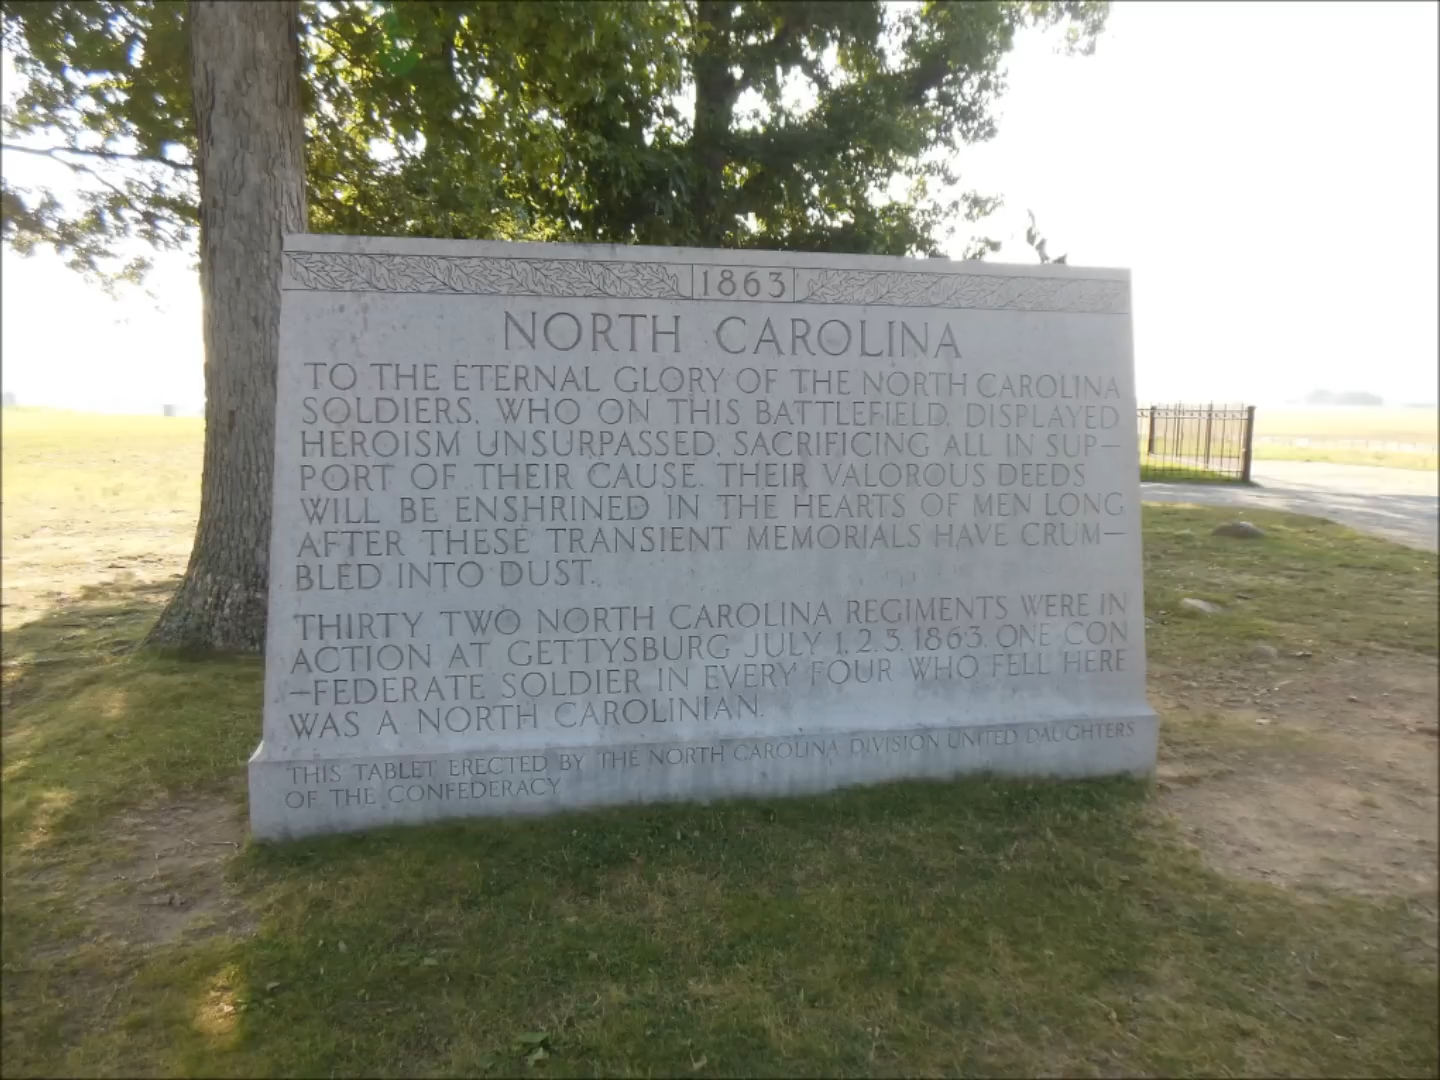 1863
NORTH CAROLINA
TO THE ETERNAL GLORY OF THE NORTH CAROLINA
SOLDIERS, WHO ON THIS BATTLEFIELD, DISPLAYED
HEROISM UNSURPASSED, SACRIFICING ALL IN SUP-
PORT OF THEIR CAUSE. THEIR VALOROUS DEEDS
WILL BE ENSHRINED IN THE HEARTS OF MEN LONG
AFTER THESE TRANSIENT MEMORIALS HAVE CRUM-
BLED INTO DUST.
THIRTY TWO NORTH CAROLINA REGIMENTS WERE IN
ACTION AT GETTYSBURG JULY 1, 2, 3, 1863. ONE CON
-FEDERATE SOLDIER IN EVERY FOUR WHO FELL HERE
WAS A NORTH CAROLINIAN.
THIS TABLET ERECTED BY THE NORTH CAROLINA DIVISION UNITED DAUGHTERS
OF THE CONFEDERACY